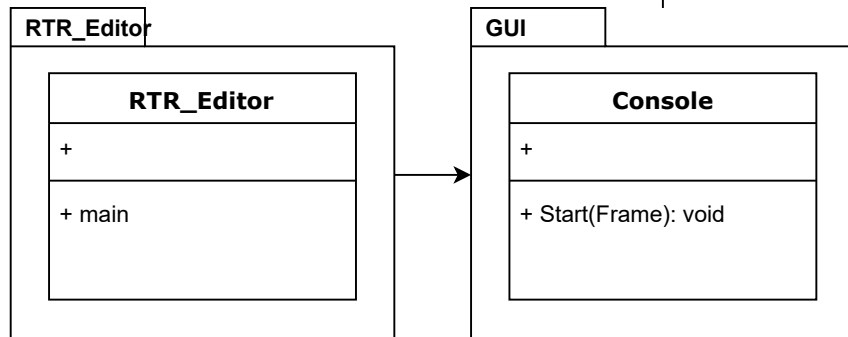 RTR_Editor
RTR_Editor
+
+ main
GUI
Console
+
+ Start(Frame): void